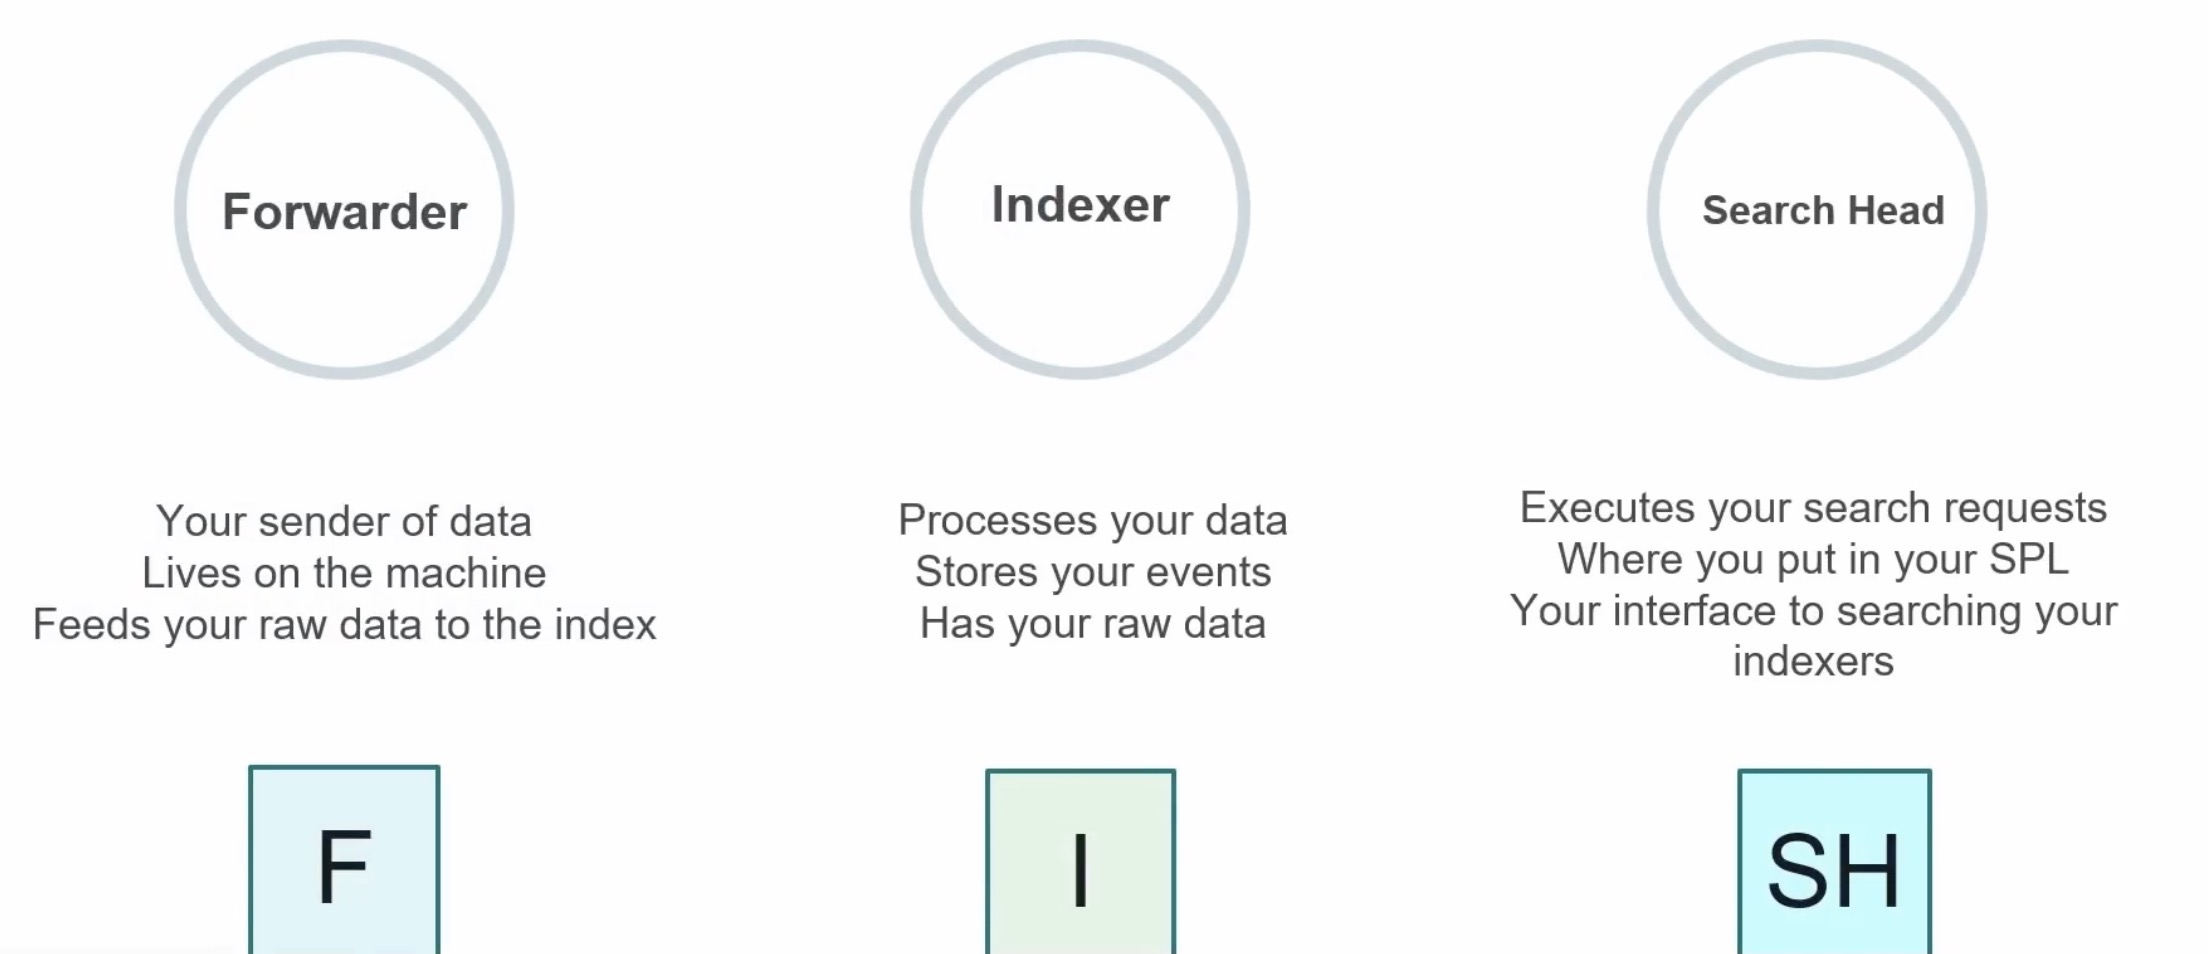 Forwarder
Your sender of data
Lives on the machine
Feeds your raw data to the index
F
Indexer
Processes your data
Stores your events
Has your raw data
I
Search Head
Executes your search requests
Where you put in your SPL
Your interface to searching your
indexers
SH